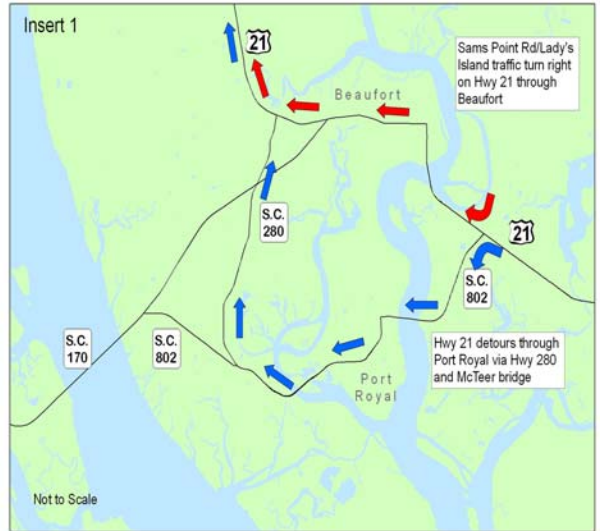 Insert 1
21
Sams Point Rd/Lady's
Island traffic turn right
on Hwy 21 through
Beaufort
Beaufort
S.C.
280
21
S.C.
802
S.C.
170
S.C.
802
Hwy 21 detours through
Port Royal via Hwy 280
and McTeer bridge
Port
Royal
Not to Scale